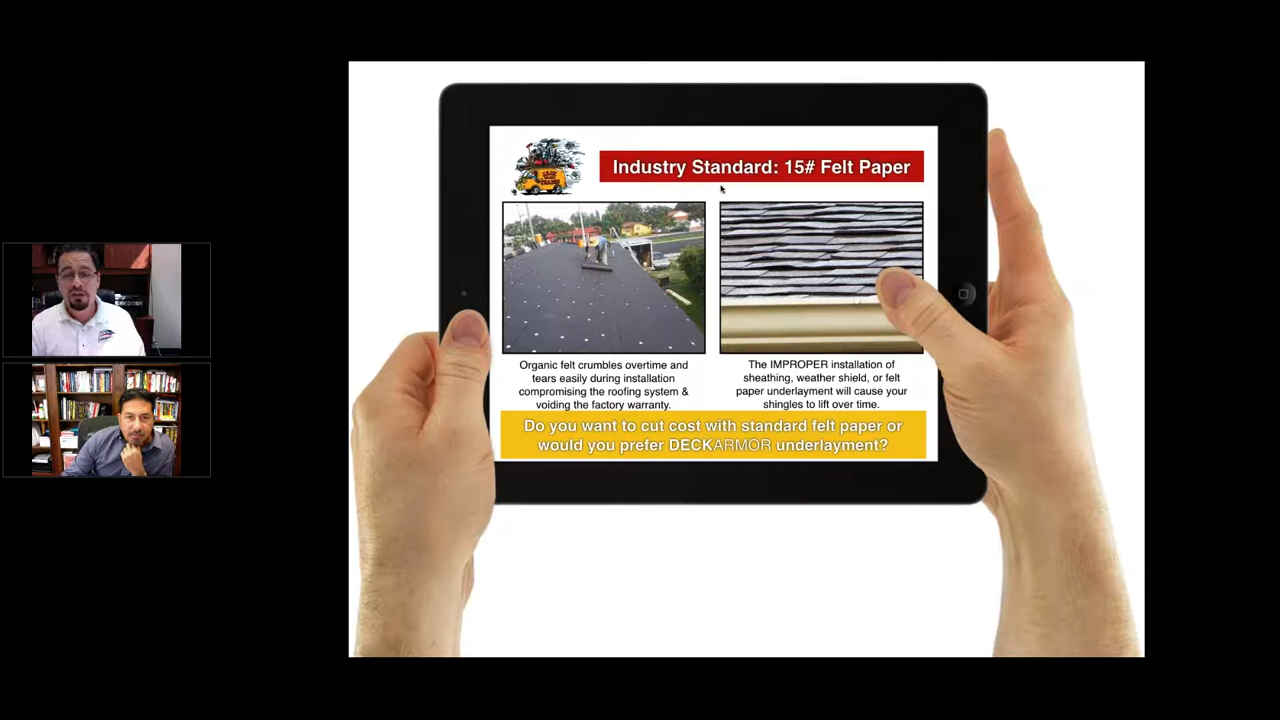 Industry Standard: 15# Felt Paper
Organic felt crumbles overtime and
tears easily during installation
compromising the roofing system &
voiding the factory warranty.
The IMPROPER installation of
sheathing, weather shield, or felt
paper underlayment will cause your
shingles to lift over time.
Do you want to cut cost with standard felt paper or
would you prefer DECKARMOR underlayment?